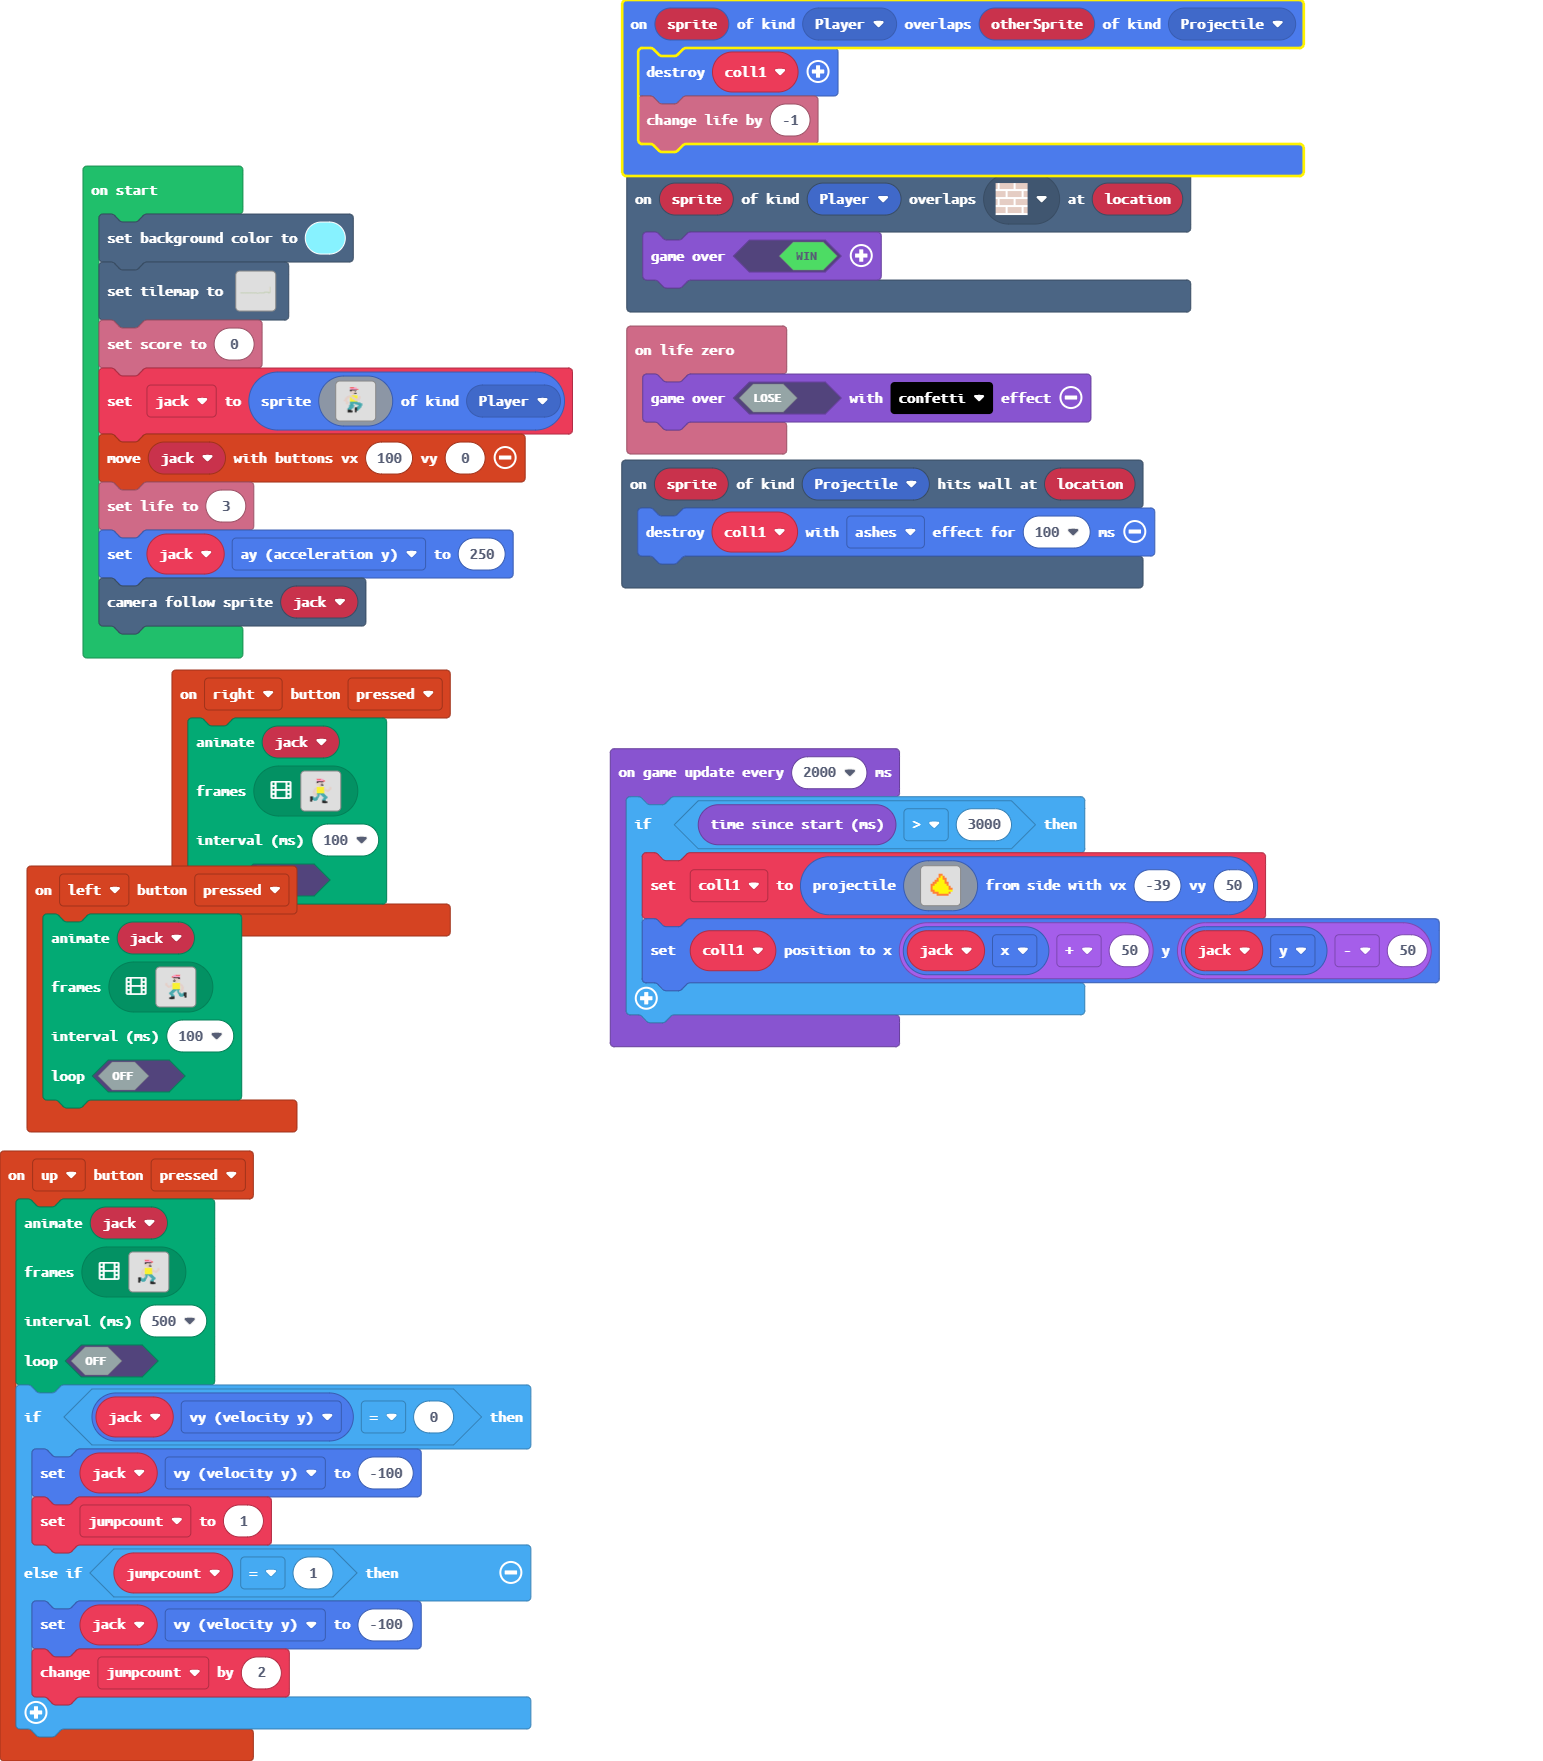 on sprite of kind Player overlaps otherSprite of kind Projectile
destroy coll1
change life by -1
on sprite of kind Player overlaps at location
game over WIN
on life zero
game over LOSE with confetti effect
on sprite of kind Projectile hits wall at location
destroy coll1 with ashes effect for 100 ms
on start
set background color to
set tilemap to
set score to 0
set jack to sprite of kind Player
move jack with buttons vx 100 vy 0
set life to 3
set jack ay (acceleration y) to 250
camera follow sprite jack
on right button pressed
animate jack
frames
interval (ms) 100
on left button pressed
animate jack
frames
interval (ms) 100
loop OFF
on game update every 2000 ms
if time since start (ms) > 3000 then
set coll1 to projectile from side with vx -39 vy 50
set coll1 position to x jack x + 50 y jack y - 50
on up button pressed
animate jack
frames
interval (ms) 500
loop OFF
if jack vy (velocity y) = 0 then
set jack vy (velocity y) to -100
set jumpcount to 1
else if jumpcount = 1 then
set jack vy (velocity y) to -100
change jumpcount by 2